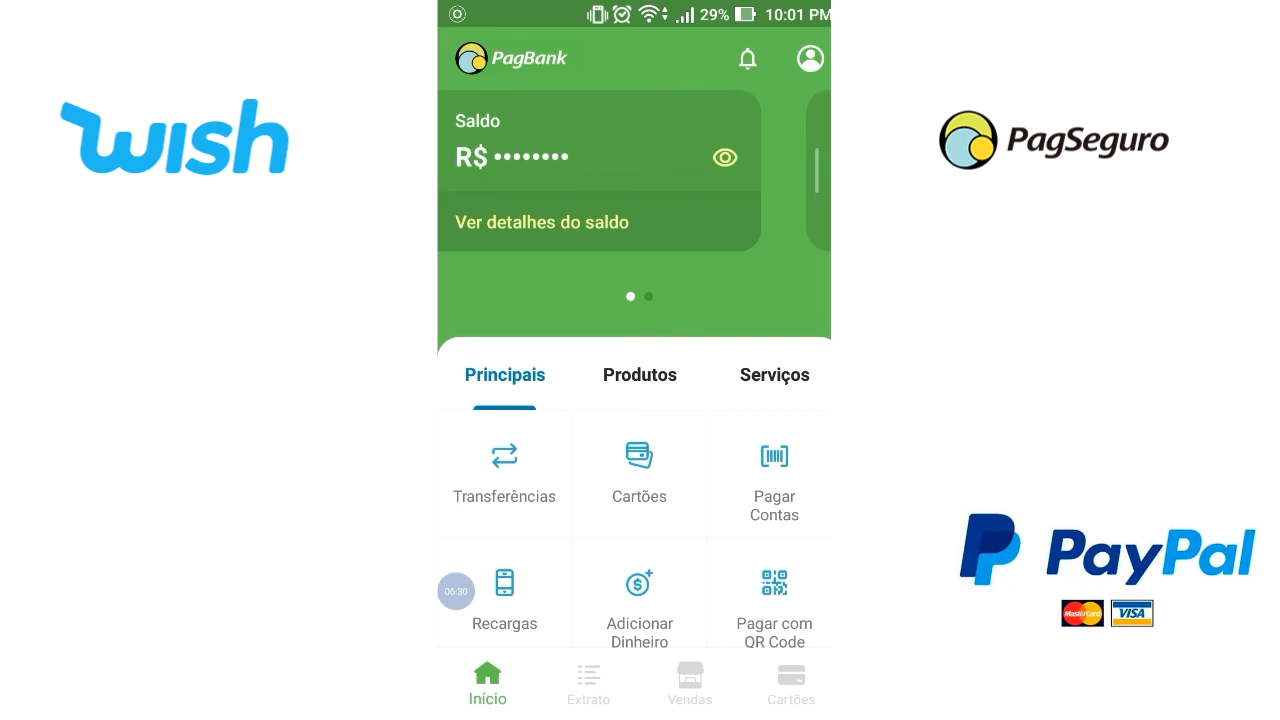 wish
29% 10:01 PM
PagBank
Saldo
R$ ••••••••
Ver detalhes do saldo
Principais
Produtos
Serviços
Transferências
Cartões
Pagar
Contas
06:30
Recargas
Adicionar
Dinheiro
Pagar com
QR Code
Início
Extrato
Vendas
Cartões
PagSeguro
PayPal
MasterCard
VISA